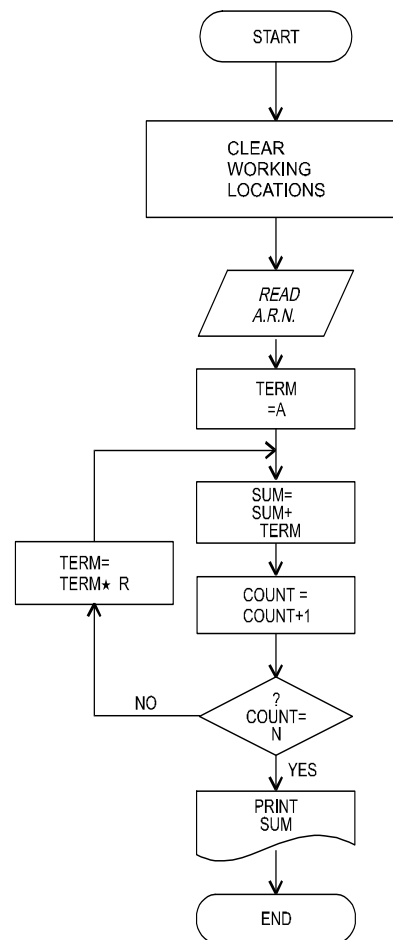 START
CLEAR
WORKING
LOCATIONS
READ
A.R.N.
TERM
=A
SUM=
SUM+
TERM
TERM=
TERM★ R
COUNT =
COUNT+1
NO
?
COUNT=
N
YES
PRINT
SUM
END